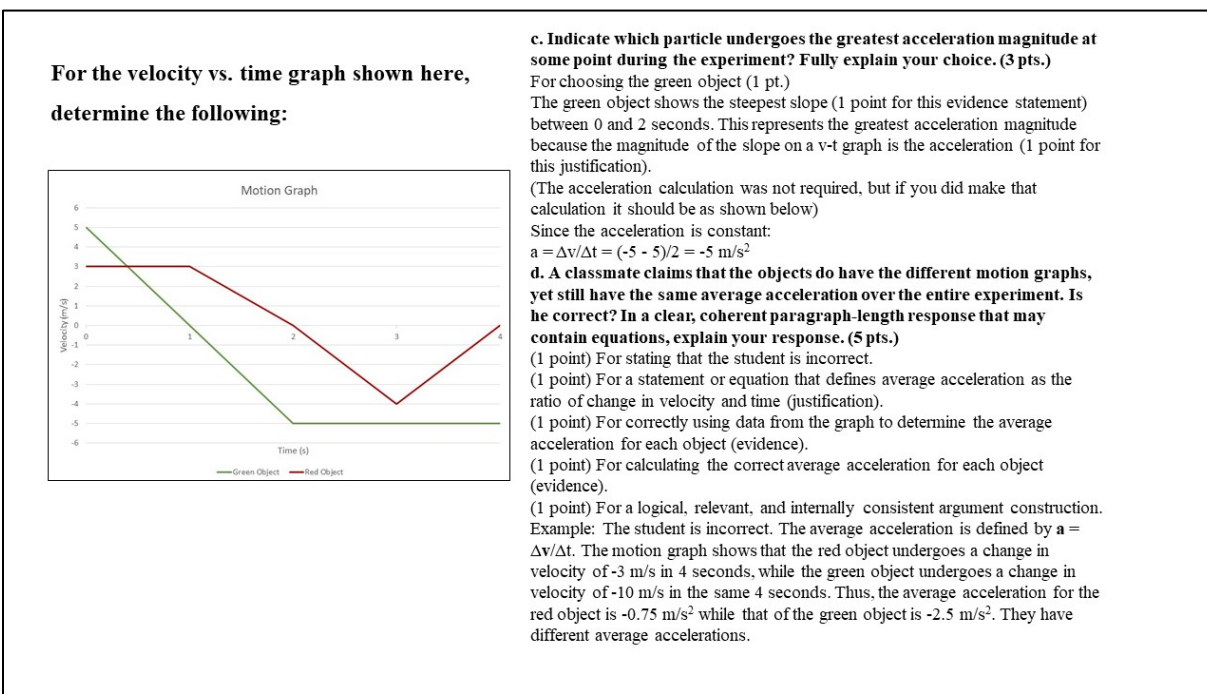 For the velocity vs. time graph shown here,
determine the following:
Motion Graph
6
5
4
3
2
1
0
-1
-2
-3
-4
-5
-6
0
1
2
3
4
Velocity (m/s)
Time (s)
Green Object Red Object
c. Indicate which particle undergoes the greatest acceleration magnitude at
some point during the experiment? Fully explain your choice. (3 pts.)
For choosing the green object (1 pt.)
The green object shows the steepest slope (1 point for this evidence statement)
between 0 and 2 seconds. This represents the greatest acceleration magnitude
because the magnitude of the slope on a v-t graph is the acceleration (1 point for
this justification).
(The acceleration calculation was not required, but if you did make that
calculation it should be as shown below)
Since the acceleration is constant:
a = Δv/Δt = (-5 - 5)/2 = -5 m/s²
d. A classmate claims that the objects do have the different motion graphs,
yet still have the same average acceleration over the entire experiment. Is
he correct? In a clear, coherent paragraph-length response that may
contain equations, explain your response. (5 pts.)
(1 point) For stating that the student is incorrect.
(1 point) For a statement or equation that defines average acceleration as the
ratio of change in velocity and time (justification).
(1 point) For correctly using data from the graph to determine the average
acceleration for each object (evidence).
(1 point) For calculating the correct average acceleration for each object
(evidence).
(1 point) For a logical, relevant, and internally consistent argument construction.
Example: The student is incorrect. The average acceleration is defined by a =
Δv/Δt. The motion graph shows that the red object undergoes a change in
velocity of -3 m/s in 4 seconds, while the green object undergoes a change in
velocity of -10 m/s in the same 4 seconds. Thus, the average acceleration for the
red object is -0.75 m/s² while that of the green object is -2.5 m/s². They have
different average accelerations.